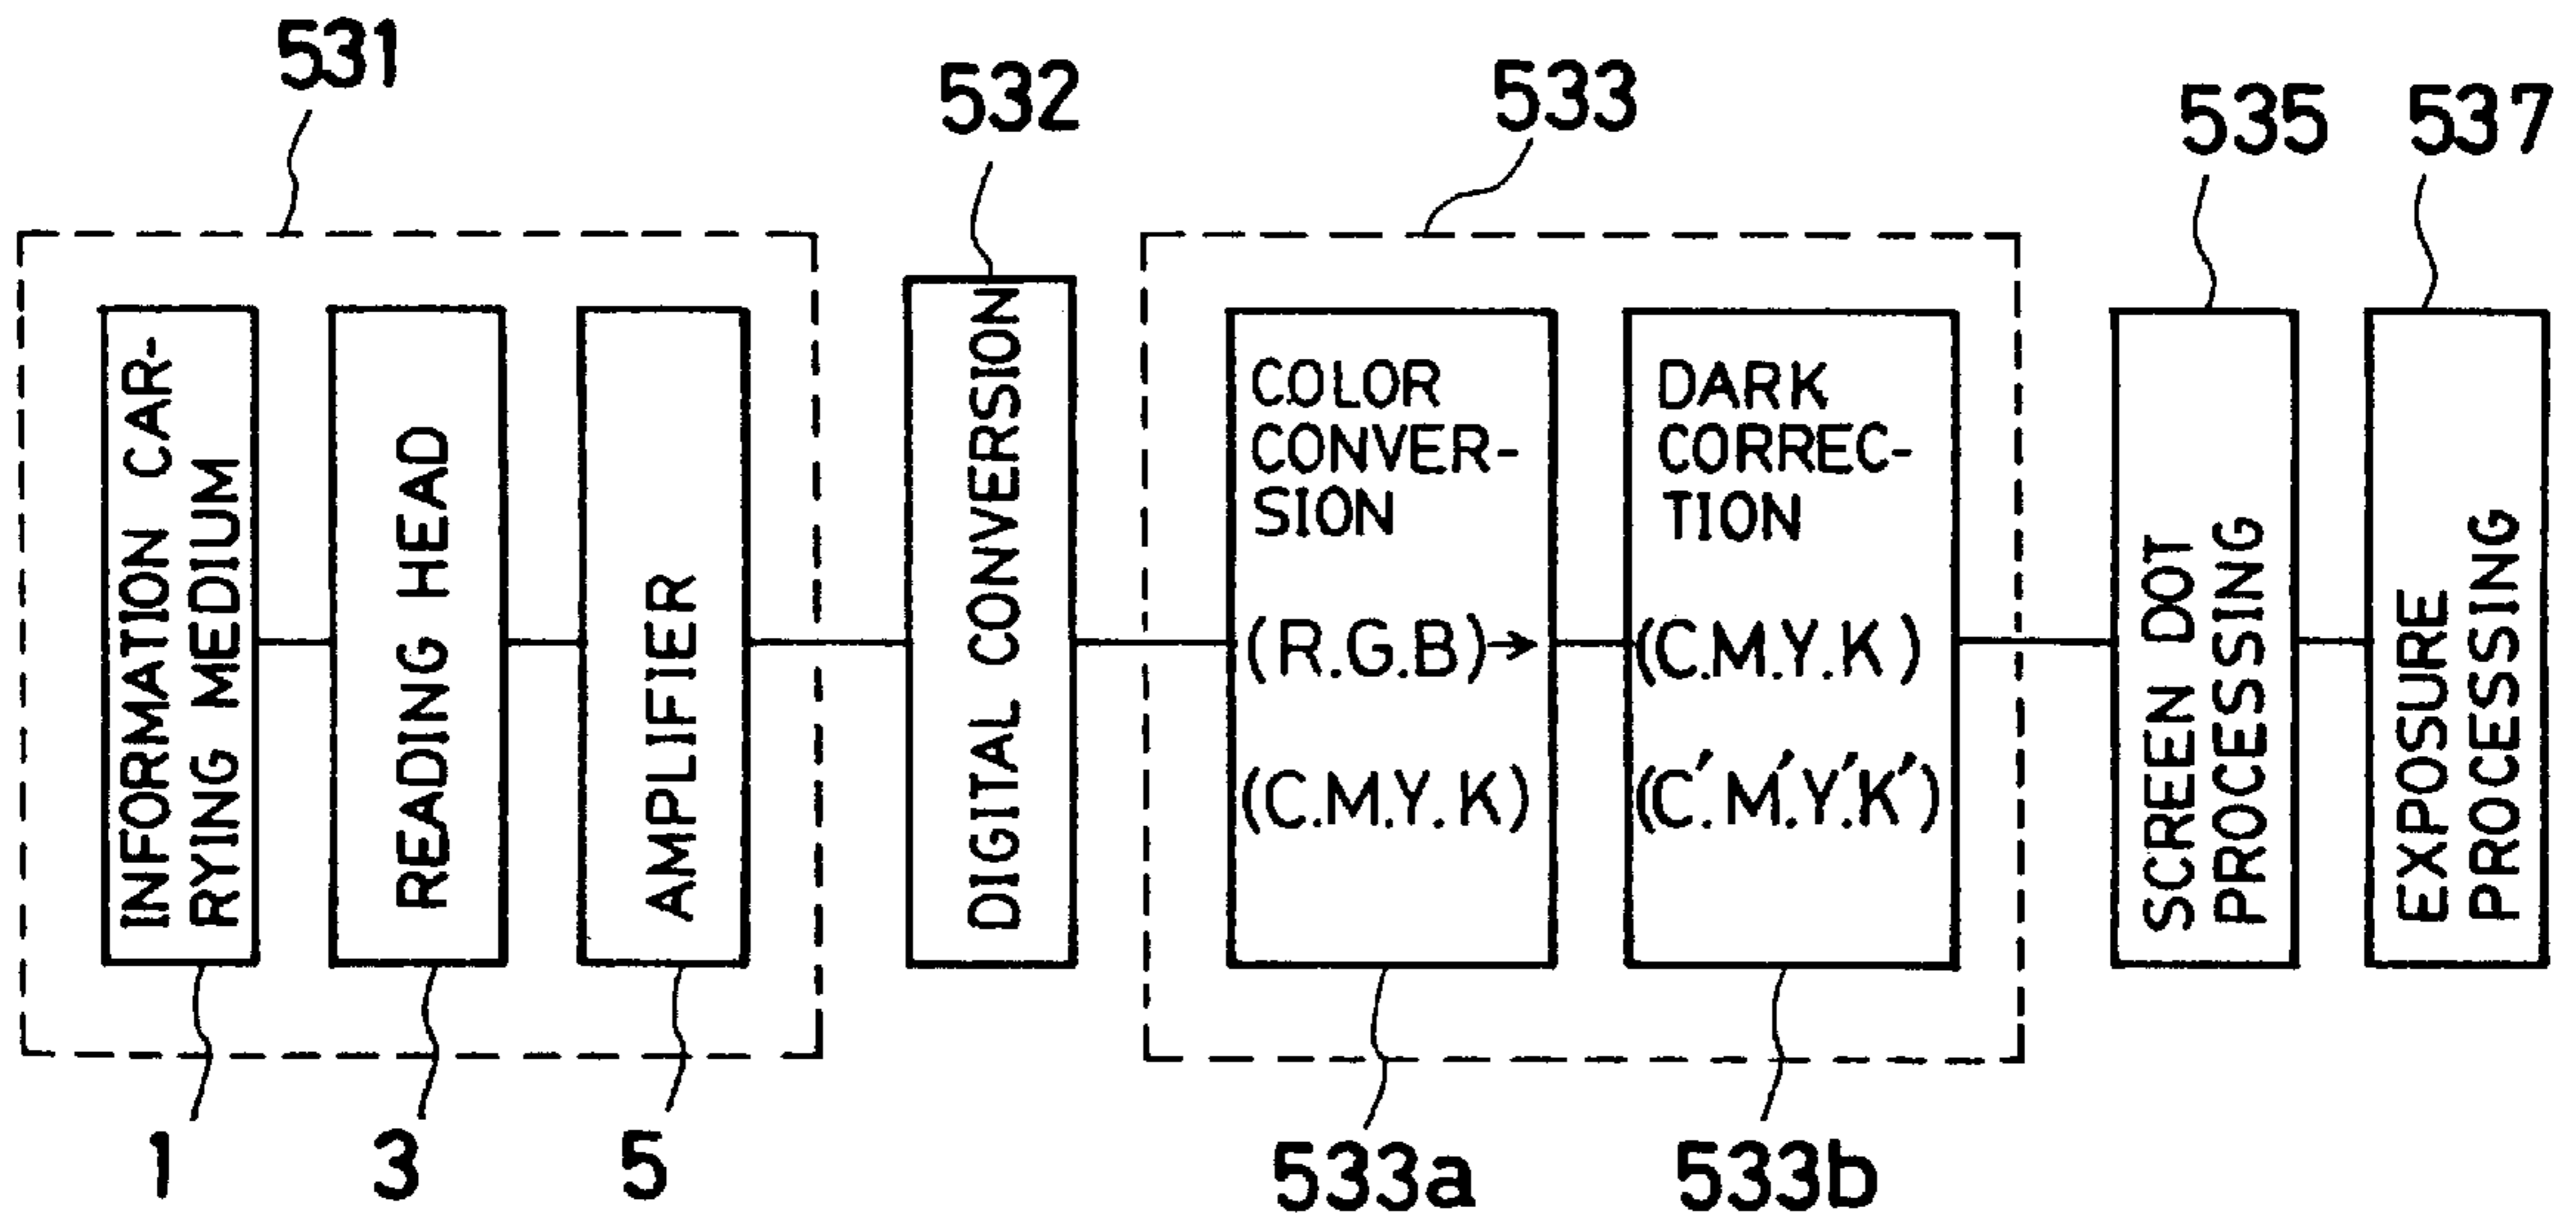 531
532
533
535
537
INFORMATION CAR-
RYING MEDIUM
READING HEAD
AMPLIFIER
DIGITAL CONVERSION
COLOR
CONVER-
SION
(R.G.B)→
(C.M.Y.K)
DARK
CORREC-
TION
(C.M.Y.K)
(C'.M'.Y'.K')
SCREEN DOT
PROCESSING
EXPOSURE
PROCESSING
1
3
5
533a
533b